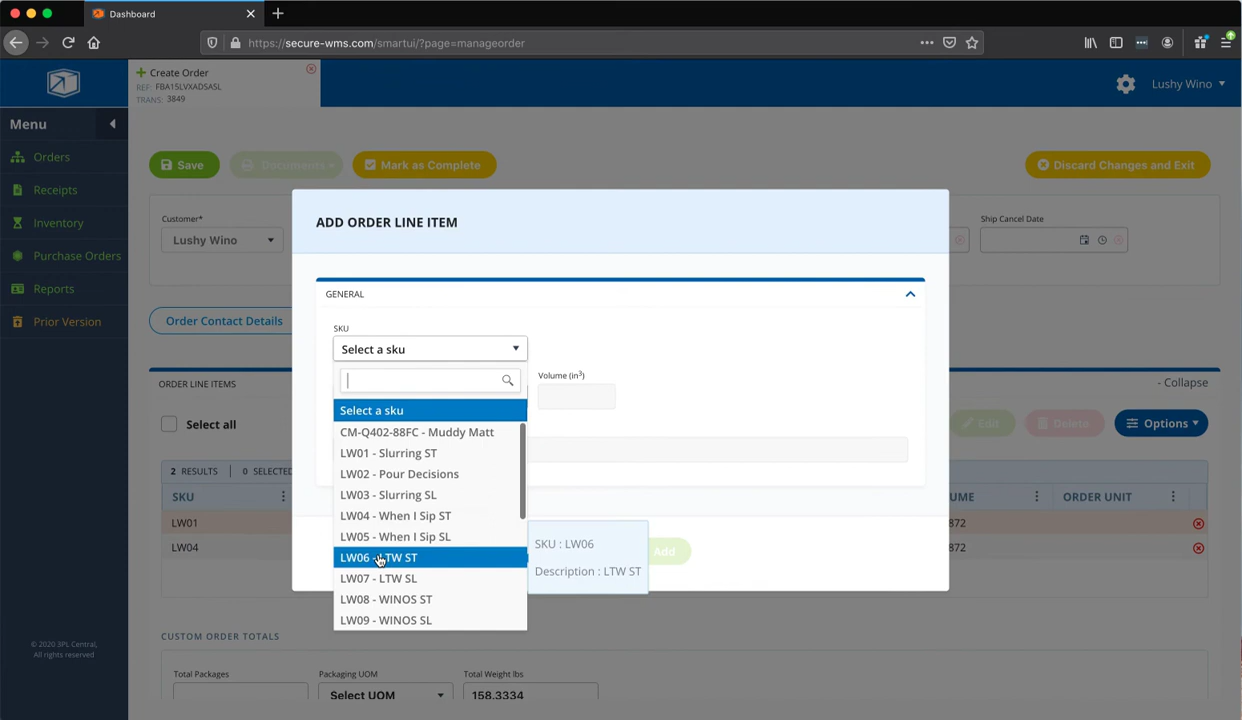 Dashboard
https://secure-wms.com/smartui/?page=manageorder
Create Order
REF: FBA15LVXADSASL
TRANS: 3849
Lushy Wino
Menu
Orders
Receipts
Inventory
Purchase Orders
Reports
Prior Version
© 2020 3PL Central,
All rights reserved
Save
Documents
Mark as Complete
Discard Changes and Exit
Customer*
Lushy Wino
Ship Cancel Date
Order Contact Details
ORDER LINE ITEMS
- Collapse
Select all
Edit
Delete
Options
2 RESULTS
0 SELECTED
SKU
ORDER UNIT
LW01
872
LW04
872
CUSTOM ORDER TOTALS
Total Packages
Packaging UOM
Select UOM
Total Weight lbs
158.3334
ADD ORDER LINE ITEM
GENERAL
SKU
Select a sku
Volume (in³)
Select a sku
CM-Q402-88FC - Muddy Matt
LW01 - Slurring ST
LW02 - Pour Decisions
LW03 - Slurring SL
LW04 - When I Sip ST
LW05 - When I Sip SL
LW06 - LTW ST
LW07 - LTW SL
LW08 - WINOS ST
LW09 - WINOS SL
SKU : LW06
Description : LTW ST
Add